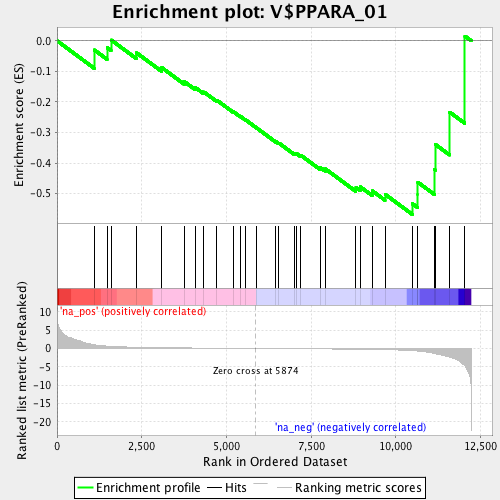 Enrichment plot: V$PPARA_01
Enrichment score (ES)
0.0
-0.1
-0.2
-0.3
-0.4
-0.5
Ranked list metric (PreRanked)
10
5
0
-5
-10
-15
-20
'na_pos' (positively correlated)
Zero cross at 5874
'na_neg' (negatively correlated)
0
2,500
5,000
7,500
10,000
12,500
Rank in Ordered Dataset
Enrichment profile
Hits
Ranking metric scores